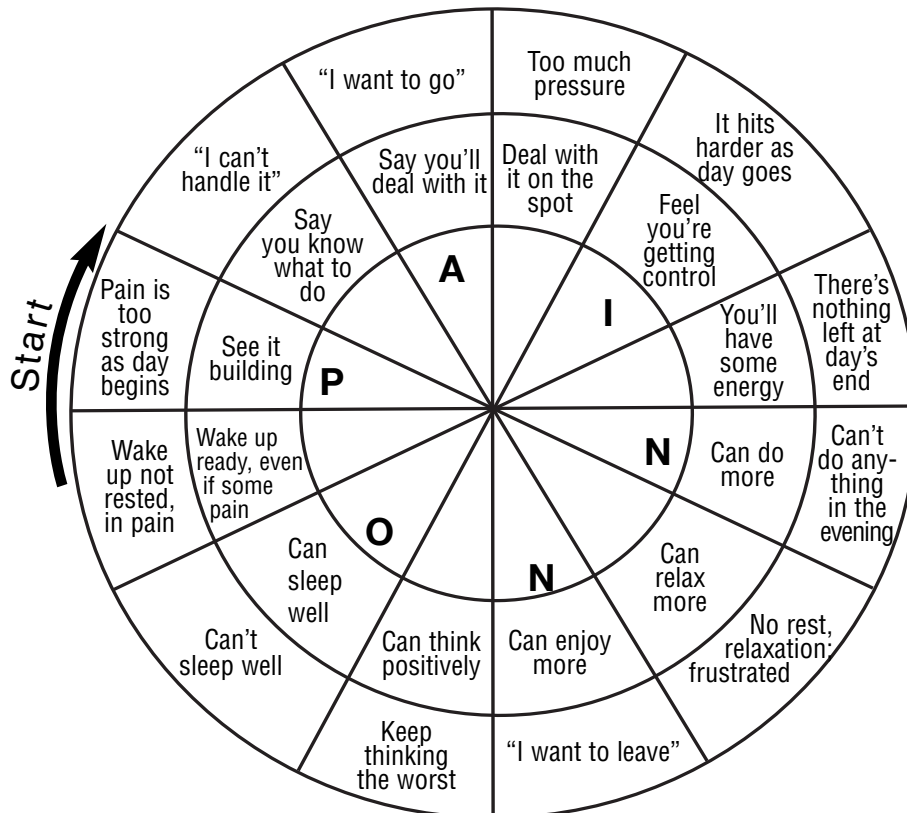 Start
Pain is
too
strong
as day
begins
“I can't
handle it”
“I want to go”
Too much
pressure
It hits
harder as
day goes
There's
nothing
left at
day's
end
Can't
do any-
thing
in the
evening
No rest,
relaxation;
frustrated
“I want to leave”
Keep
thinking
the worst
Can't
sleep well
Wake
up not
rested,
in pain
See it
building
Say
you know
what to
do
Say you'll
deal with it
Deal with
it on the
spot
Feel
you're
getting
control
You'll
have
some
energy
Can do
more
Can
relax
more
Can enjoy
more
Can think
positively
Can
sleep
well
Wake up
ready, even
if some
pain
P
A
I
N
N
O